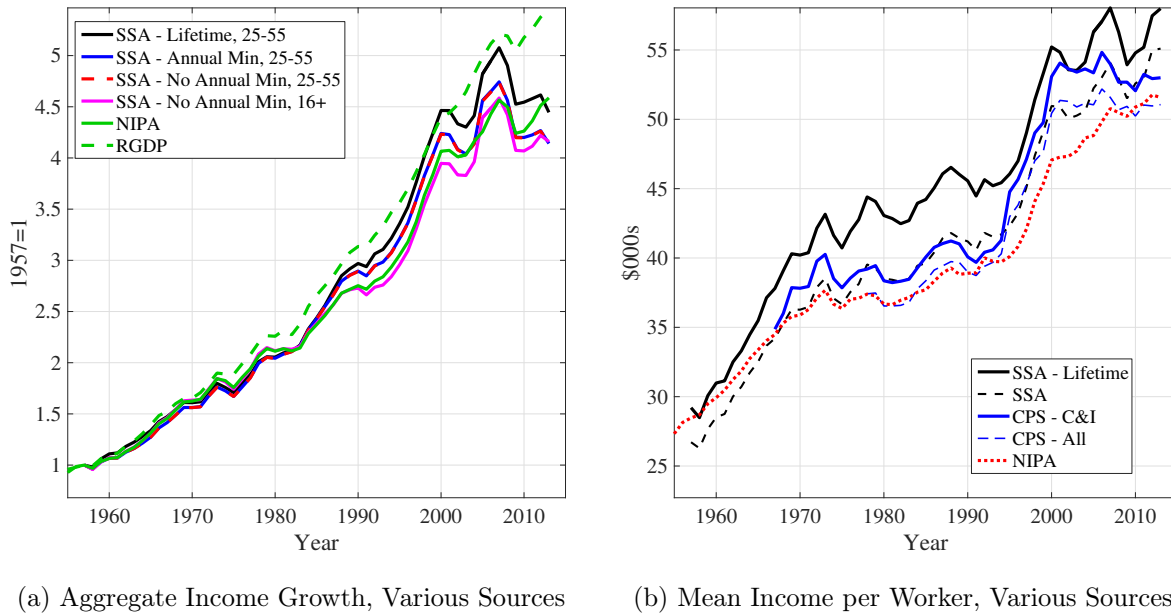 SSA - Lifetime, 25-55
SSA - Annual Min, 25-55
SSA - No Annual Min, 25-55
SSA - No Annual Min, 16+
NIPA
RGDP
5
4.5
4
3.5
3
2.5
2
1.5
1
1957=1
1960 1970 1980 1990 2000 2010
Year
(a) Aggregate Income Growth, Various Sources
55
50
45
40
35
30
25
$000s
SSA - Lifetime
SSA
CPS - C&I
CPS - All
NIPA
1960 1970 1980 1990 2000 2010
Year
(b) Mean Income per Worker, Various Sources